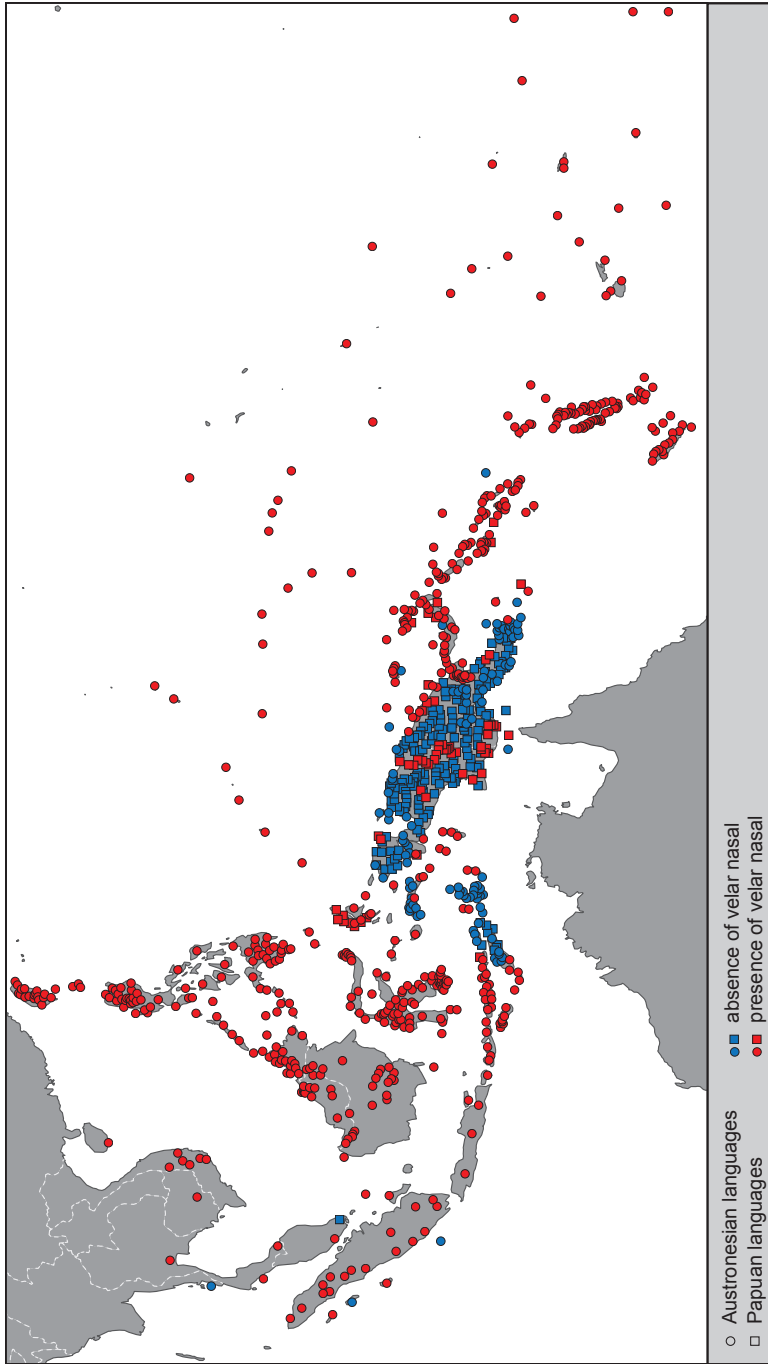 Austronesian languages
Papuan languages
absence of velar nasal
presence of velar nasal